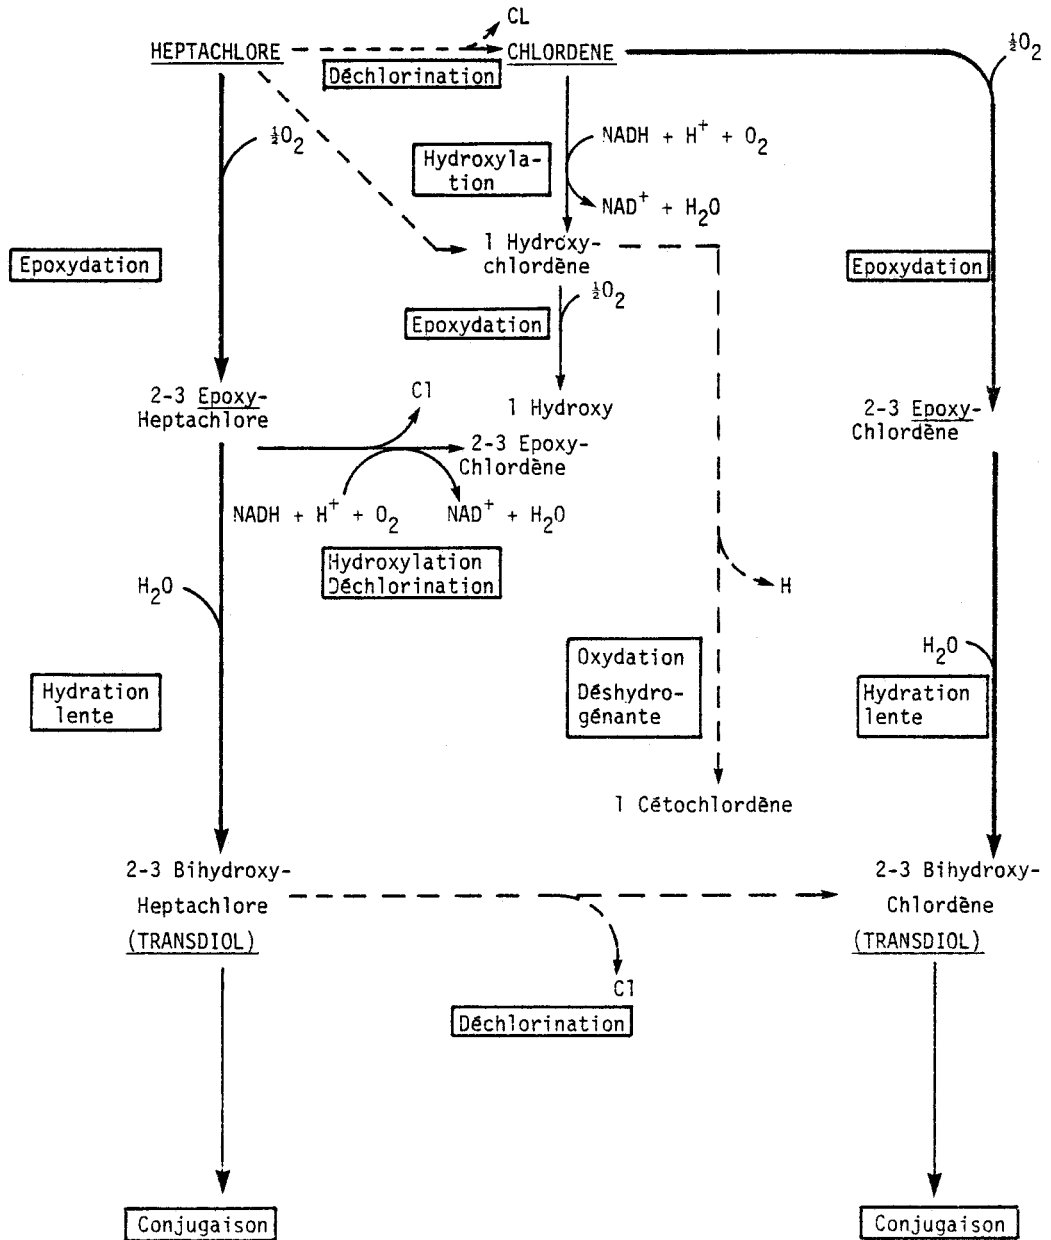 CL
HEPTACHLORE
CHLORDENE
½O2
Déchlorination
½O2
NADH + H+ + O2
Hydroxyla-
tion
NAD+ + H2O
1 Hydroxy-
chlordène
Epoxydation
Epoxydation
½O2
Epoxydation
Cl
2-3 Epoxy-
Heptachlore
1 Hydroxy
2-3 Epoxy-
Chlordène
2-3 Epoxy-
Chlordène
NADH + H+ + O2
NAD+ + H2O
Hydroxylation
Déchlorination
H2O
H
Oxydation
Déshydro-
génante
H2O
Hydration
lente
Hydration
lente
1 Cétochlordène
2-3 Bihydroxy-
Heptachlore
(TRANSDIOL)
2-3 Bihydroxy-
Chlordène
(TRANSDIOL)
Cl
Déchlorination
Conjugaison
Conjugaison